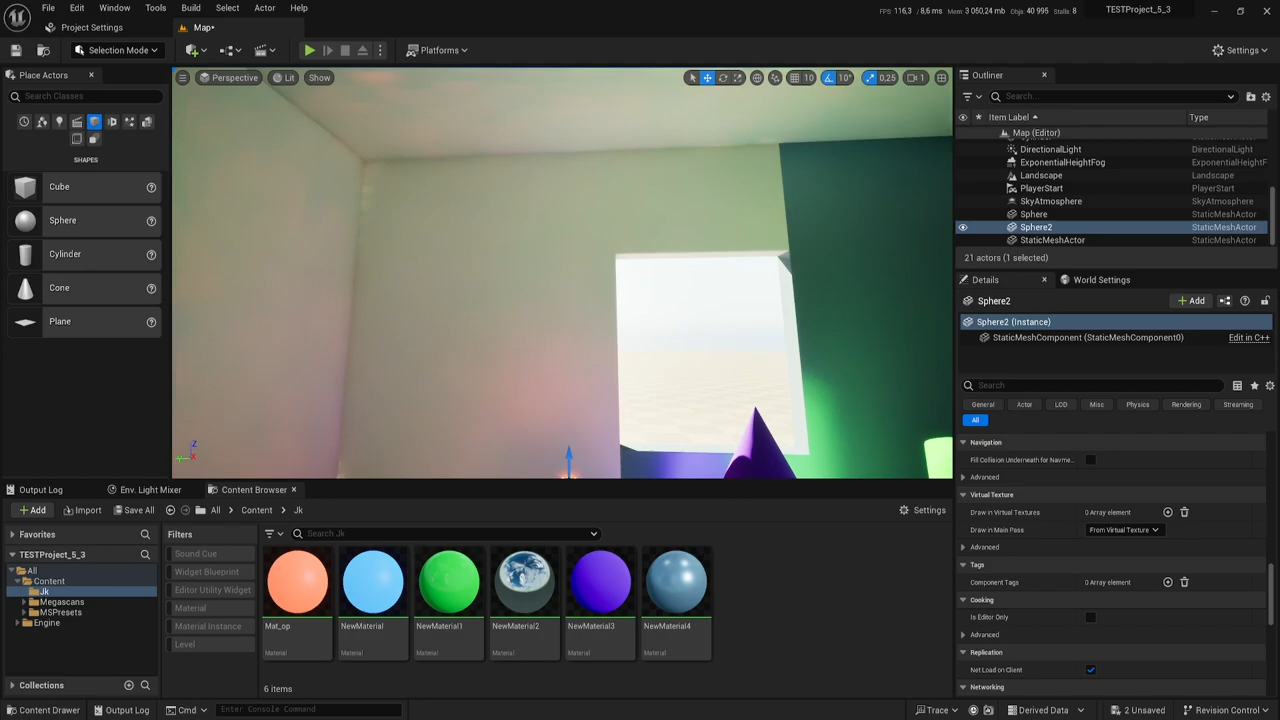 File Edit Window Tools Build Select Actor Help
FPS: 116,3 / 8,6 ms Mem: 3 050,24 mb Obj: 40 995 Stalls: 8
TESTProject_5_3
Project Settings
Map*
Selection Mode
Platforms
Settings
Place Actors
Search Classes
SHAPES
Cube
Sphere
Cylinder
Cone
Plane
Perspective
Lit
Show
10
10°
0,25
1
Z
Outliner
Search...
Item Label
Type
Map (Editor)
DirectionalLight StaticMeshActor
DirectionalLight
ExponentialHeightFog ExponentialHeightF
Landscape Landscape
PlayerStart PlayerStart
SkyAtmosphere SkyAtmosphere
Sphere StaticMeshActor
Sphere2 StaticMeshActor
StaticMeshActor StaticMeshActor
21 actors (1 selected)
Details
World Settings
Sphere2
Add
Sphere2 (Instance)
StaticMeshComponent (StaticMeshComponent0)
Edit in C++
Search
General Actor LOD Misc Physics Rendering Streaming
All
Navigation
Fill Collision Underneath for Navme...
Advanced
Virtual Texture
Draw in Virtual Textures
0 Array element
Draw in Main Pass
From Virtual Texture
Advanced
Tags
Component Tags
0 Array element
Cooking
Is Editor Only
Advanced
Replication
Net Load on Client
Networking
Output Log
Env. Light Mixer
Content Browser
Add
Import
Save All
All
Content
Jk
Settings
Favorites
TESTProject_5_3
All
Content
Jk
Megascans
MSPresets
Engine
Collections
Filters
Sound Cue
Widget Blueprint
Editor Utility Widget
Material
Material Instance
Level
Search Jk
Mat_op
Material
NewMaterial
Material
NewMaterial1
Material
NewMaterial2
Material
NewMaterial3
Material
NewMaterial4
Material
6 items
Content Drawer
Output Log
Cmd
Enter Console Command
Trace
Derived Data
2 Unsaved
Revision Control